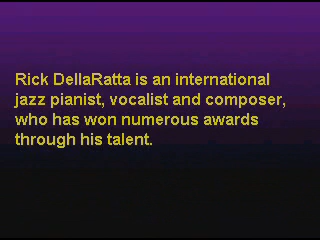 Rick DellaRatta is an international
jazz pianist, vocalist and composer,
who has won numerous awards
through his talent.